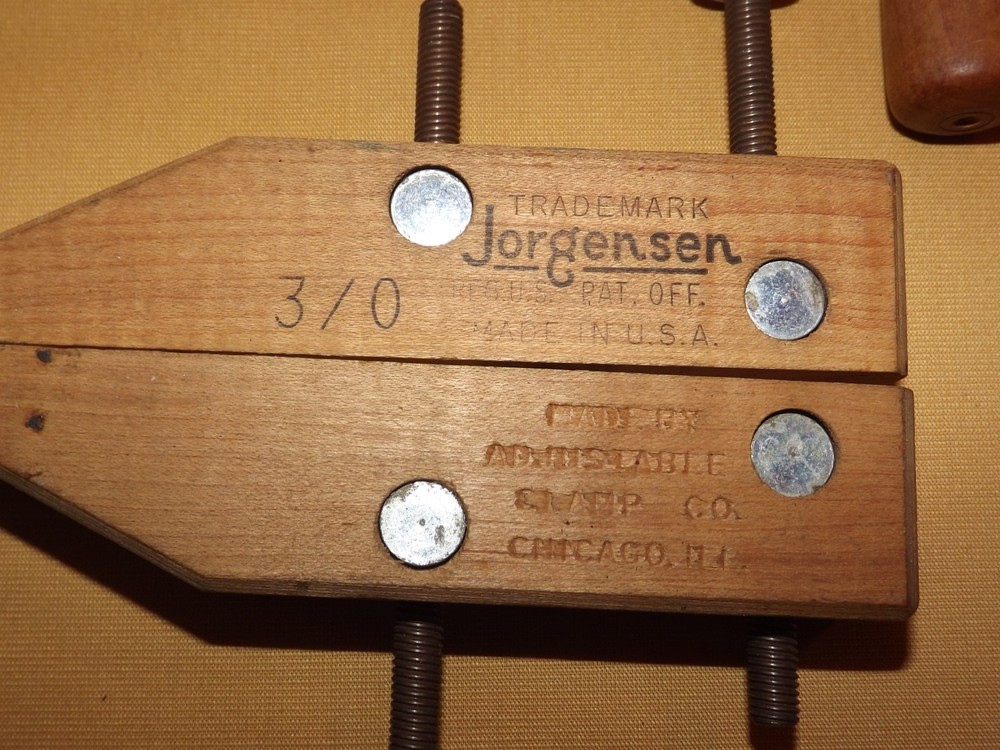 TRADEMARK
Jorgensen
REG. U.S. PAT. OFF.
MADE IN U.S.A.
3/0
MADE BY
ADJUSTABLE
CLAMP CO.
CHICAGO, ILL.